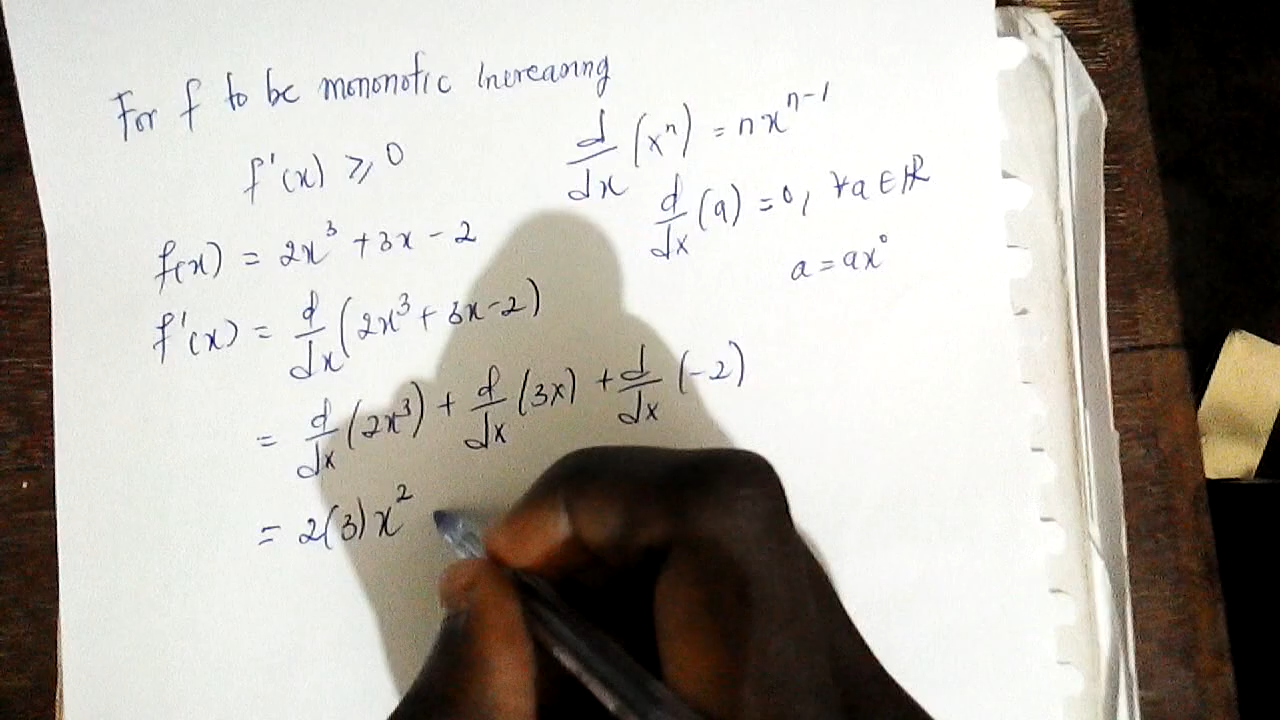 For f to be mononotic Increasing
f'(x) ≥ 0
d/dx (x^n) = nx^(n-1)
d/dx (a) = 0, ∀a ∈ ℝ
a = ax^0
f(x) = 2x^3 + 3x - 2
f'(x) = d/dx (2x^3 + 3x - 2)
= d/dx (2x^3) + d/dx (3x) + d/dx (-2)
= 2(3)x^2